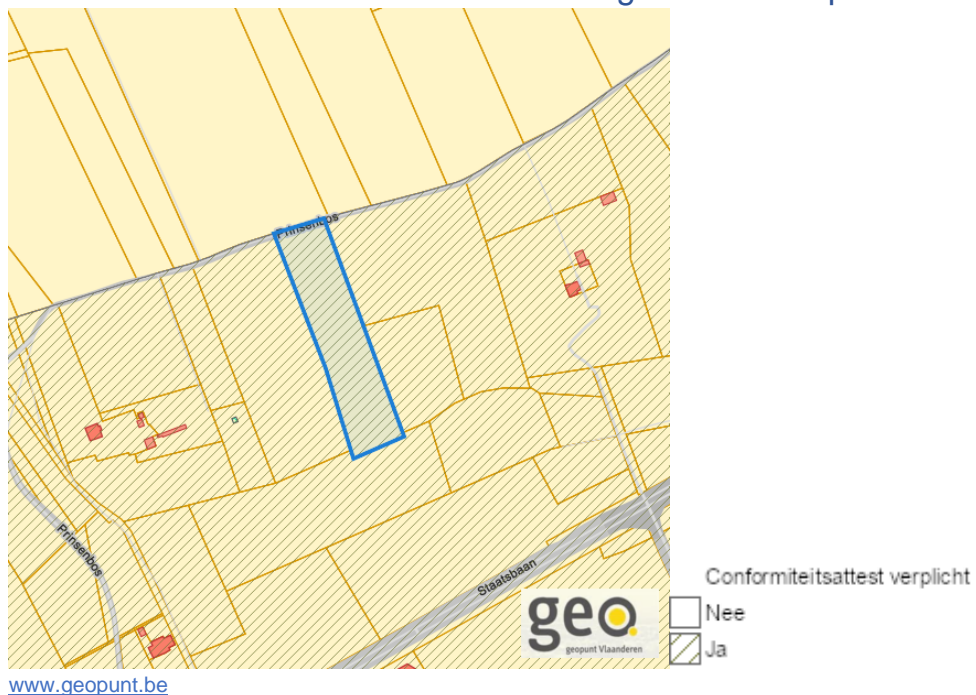 Prinsenbos
Prinsenbos
Staatsbaan
geo.
geopunt Vlaanderen
Conformiteitsattest verplicht
Nee
Ja
www.geopunt.be